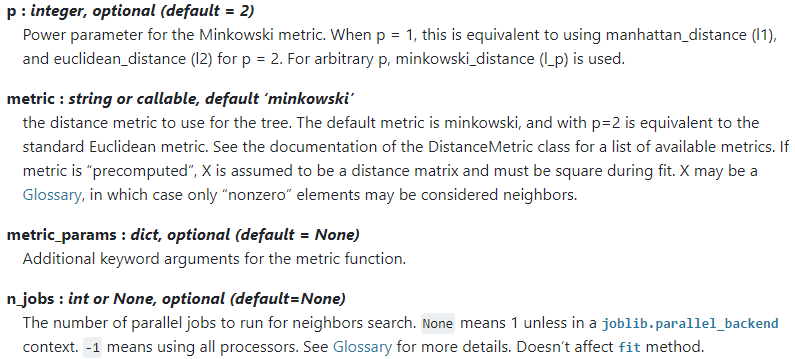 p : integer, optional (default = 2)
Power parameter for the Minkowski metric. When p = 1, this is equivalent to using manhattan_distance (l1),
and euclidean_distance (l2) for p = 2. For arbitrary p, minkowski_distance (l_p) is used.
metric : string or callable, default ‘minkowski’
the distance metric to use for the tree. The default metric is minkowski, and with p=2 is equivalent to the
standard Euclidean metric. See the documentation of the DistanceMetric class for a list of available metrics. If
metric is “precomputed”, X is assumed to be a distance matrix and must be square during fit. X may be a
Glossary, in which case only “nonzero” elements may be considered neighbors.
metric_params : dict, optional (default = None)
Additional keyword arguments for the metric function.
n_jobs : int or None, optional (default=None)
The number of parallel jobs to run for neighbors search. None means 1 unless in a joblib.parallel_backend
context. -1 means using all processors. See Glossary for more details. Doesn’t affect fit method.